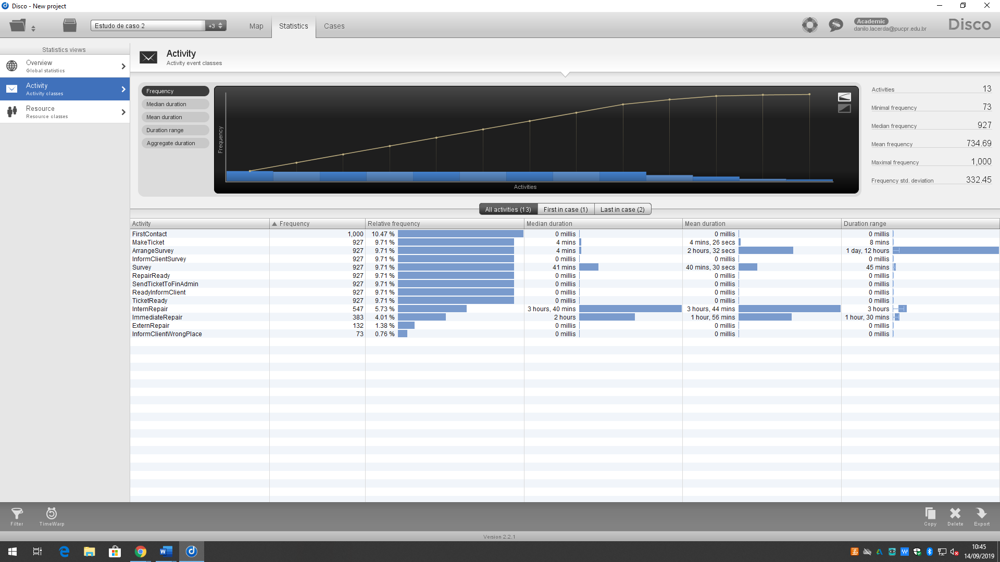 Disco - New project
Estudo de caso 2 +3 Map Statistics Cases Academic danilo.lacerda@pucpr.edu.br Disco
Statistics views
Overview
Global statistics
Activity
Activity classes
Resource
Resource classes
Activity
Activity event classes
Frequency
Median duration
Mean duration
Duration range
Aggregate duration
Frequency
Activities
Activities 13
Minimal frequency 73
Median frequency 927
Mean frequency 734.69
Maximal frequency 1,000
Frequency std. deviation 332.45
All activities (13) First in case (1) Last in case (2)
Activity Frequency Relative frequency Median duration Mean duration Duration range
FirstContact 1,000 10.47 % 0 millis 0 millis 0 millis
MakeTicket 927 9.71 % 4 mins 4 mins, 26 secs 8 mins
ArrangeSurvey 927 9.71 % 4 mins 2 hours, 32 secs 1 day, 12 hours
InformClientSurvey 927 9.71 % 0 millis 0 millis 0 millis
Survey 927 9.71 % 41 mins 40 mins, 30 secs 45 mins
RepairReady 927 9.71 % 0 millis 0 millis 0 millis
SendTicketToFinAdmin 927 9.71 % 0 millis 0 millis 0 millis
ReadyInformClient 927 9.71 % 0 millis 0 millis 0 millis
TicketReady 927 9.71 % 0 millis 0 millis 0 millis
InternRepair 547 5.73 % 3 hours, 40 mins 3 hours, 44 mins 3 hours
ImmediateRepair 383 4.01 % 2 hours 1 hour, 56 mins 1 hour, 30 mins
ExternRepair 132 1.38 % 0 millis 0 millis 0 millis
InformClientWrongPlace 73 0.76 % 0 millis 0 millis 0 millis
Filter TimeWarp Copy Delete Export
Version 2.2.1
10:45
14/09/2019